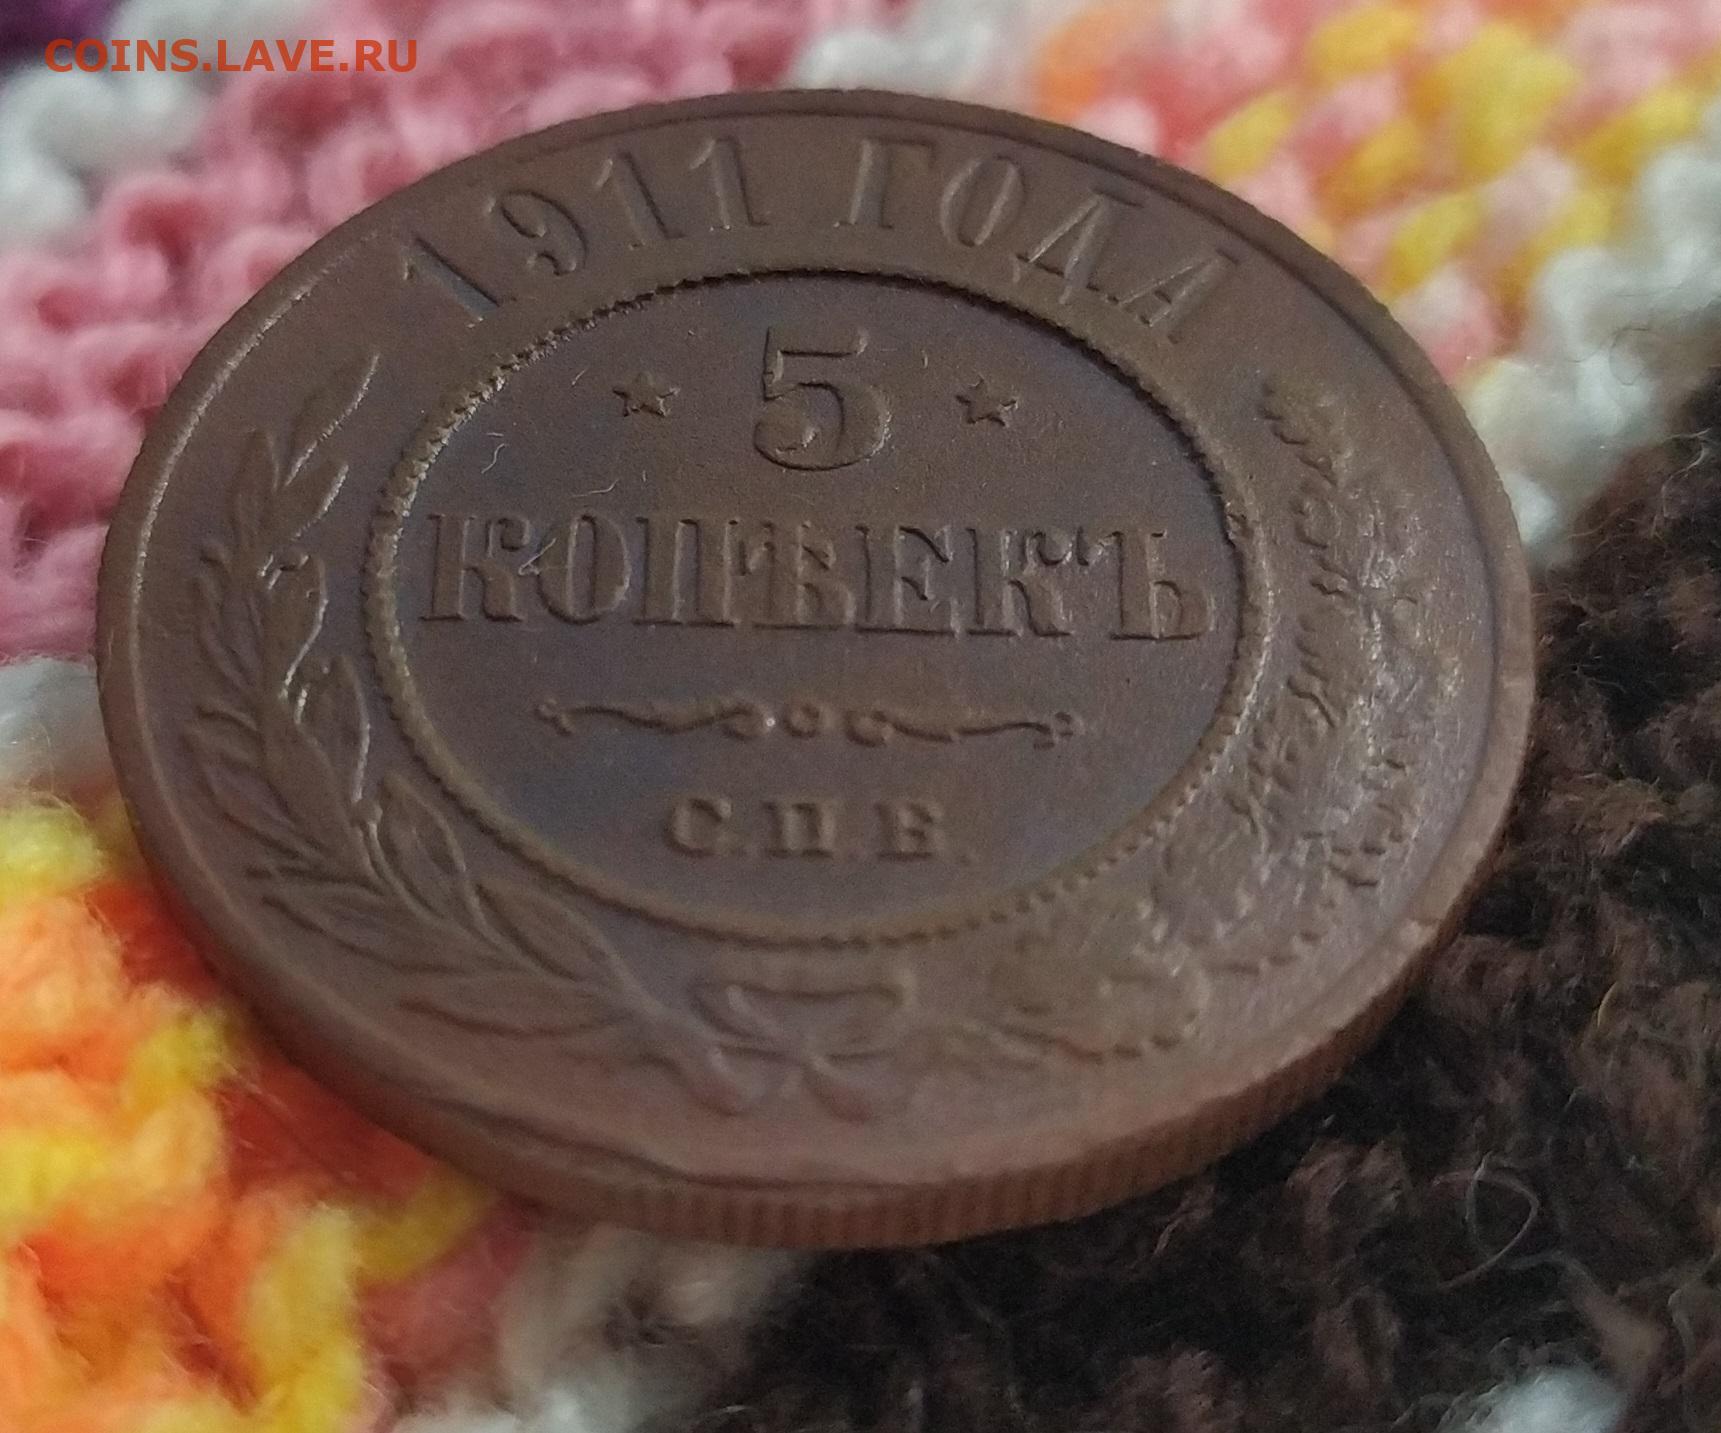 COINS.LAVE.RU
1911 ГОДА
5
КОПѢЕКЪ
С.П.Б.